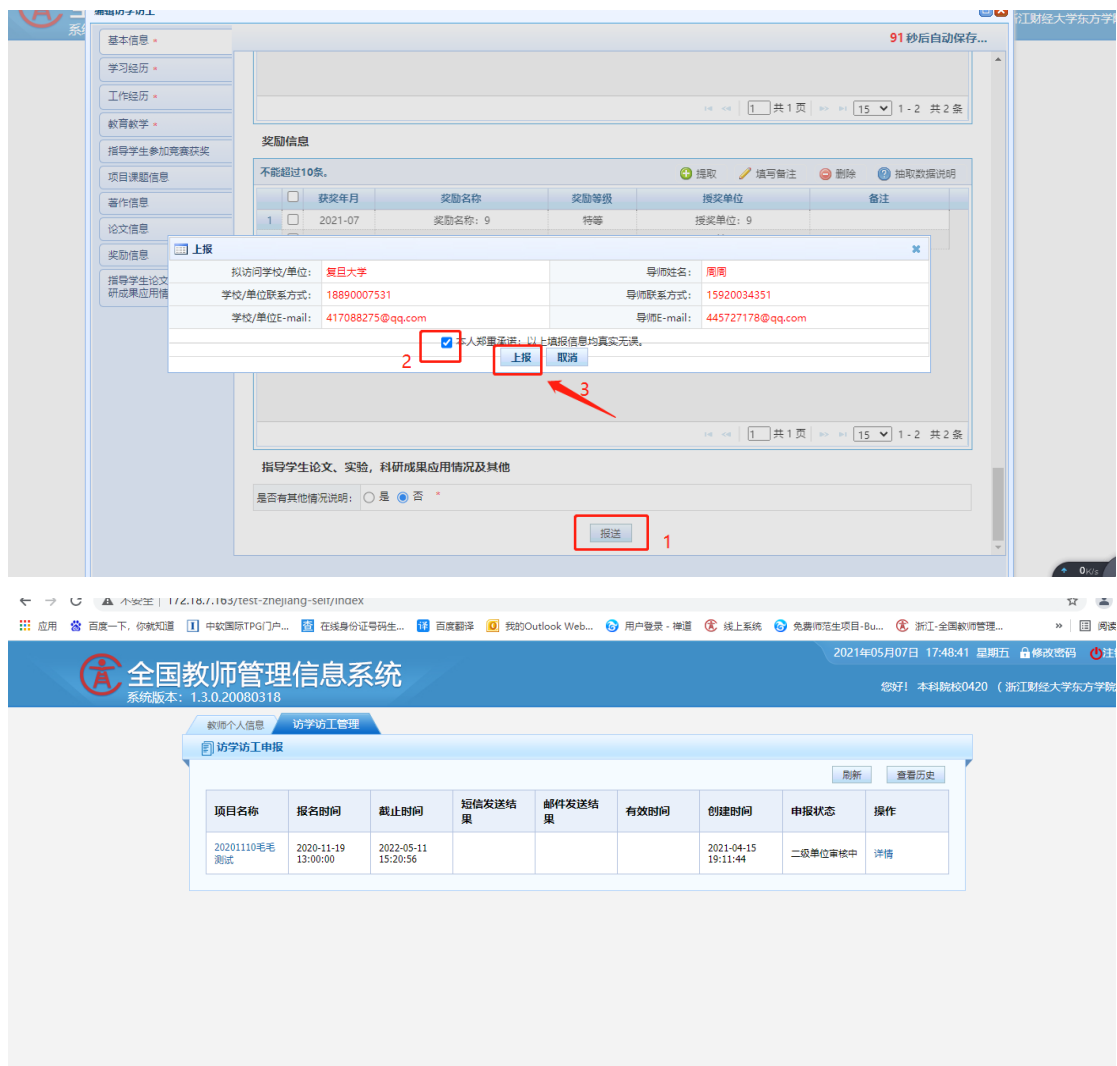 编辑访学访工
浙江财经大学东方学
91 秒后自动保存...
基本信息 *
学习经历 *
工作经历 *
教育教学 *
指导学生参加竞赛获奖
项目课题信息
著作信息
论文信息
奖励信息
指导学生论文
研成果应用情
1 共 1 页 15 1 - 2 共 2 条
奖励信息
不能超过10条。 提取 填写备注 删除 抽取数据说明
获奖年月 奖励名称 奖励等级 授奖单位 备注
1 2021-07 奖励名称: 9 特等 授奖单位: 9
上报
拟访问学校/单位: 复旦大学 导师姓名: 周周
学校/单位联系方式: 18890007531 导师联系方式: 15920034351
学校/单位E-mail: 417088275@qq.com 导师E-mail: 445727178@qq.com
本人郑重承诺: 以上填报信息均真实无误。
2
上报 取消
3
1 共 1 页 15 1 - 2 共 2 条
指导学生论文、实验, 科研成果应用情况及其他
是否有其他情况说明: 是 否 *
报送
1
0K/s
不安全 | 172.18.7.163/test-zhejiang-self/index
应用 百度一下, 你就知道 中软国际TPG门户... 在线身份证号码生... 百度翻译 我的Outlook Web... 用户登录 - 禅道 线上系统 免费师范生项目-Bu... 浙江-全国教师管理... » 阅读
2021年05月07日 17:48:41 星期五 修改密码 注
全国教师管理信息系统
系统版本: 1.3.0.20080318
您好! 本科院校0420 ( 浙江财经大学东方学院
教师个人信息 访学访工管理
访学访工申报
刷新 查看历史
项目名称 报名时间 截止时间 短信发送结果 邮件发送结果 有效时间 创建时间 申报状态 操作
20201110毛毛测试 2020-11-19 13:00:00 2022-05-11 15:20:56 2021-04-15 19:11:44 二级单位审核中 详情